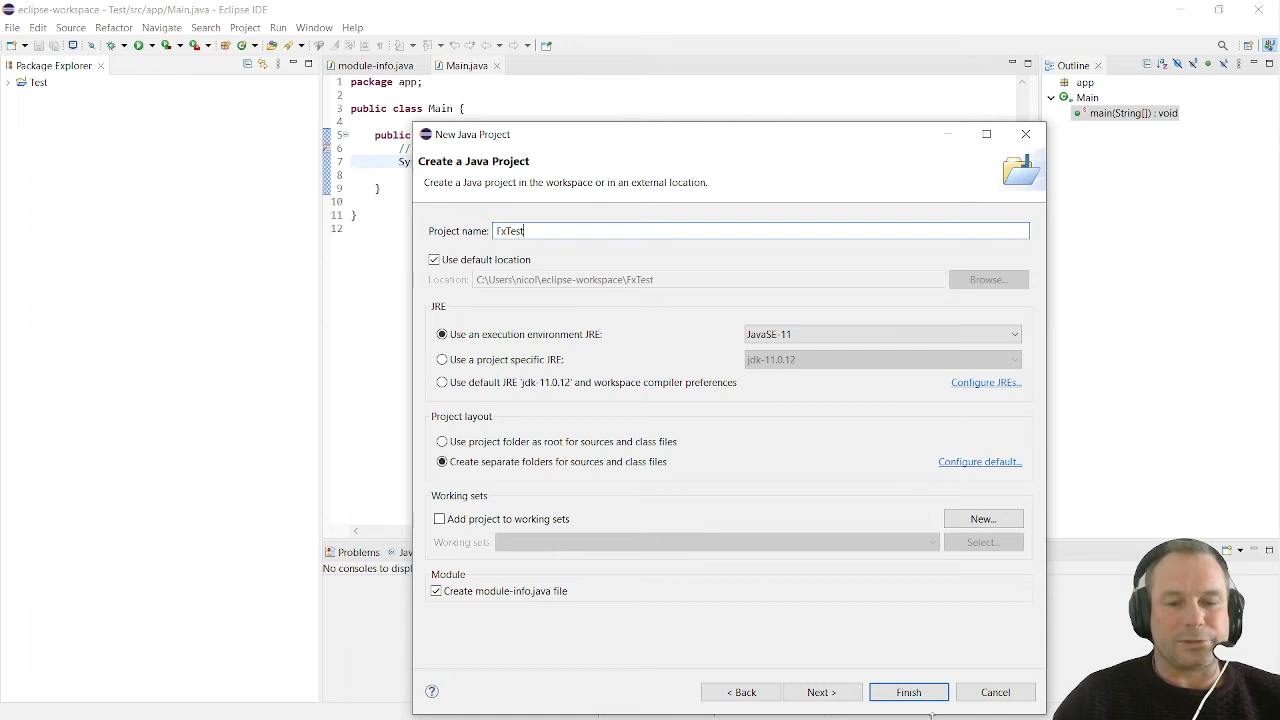 eclipse-workspace - Test/src/app/Main.java - Eclipse IDE
File Edit Source Refactor Navigate Search Project Run Window Help
Package Explorer
module-info.java
Main.java
Outline
Test
1 package app;
2
3 public class Main {
5 public
6 //
7 Sy
8
9 }
10
11 }
12
app
Main
main(String[]) : void
New Java Project
Create a Java Project
Create a Java project in the workspace or in an external location.
Project name: FxTest
Use default location
Location: C:\Users\nicol\eclipse-workspace\FxTest Browse...
JRE
Use an execution environment JRE: JavaSE-11
Use a project specific JRE: jdk-11.0.12
Use default JRE 'jdk-11.0.12' and workspace compiler preferences Configure JREs...
Project layout
Use project folder as root for sources and class files
Create separate folders for sources and class files Configure default...
Working sets
Add project to working sets New...
Working sets: Select...
Module
Create module-info.java file
Problems Jav
No consoles to displ
? < Back Next > Finish Cancel